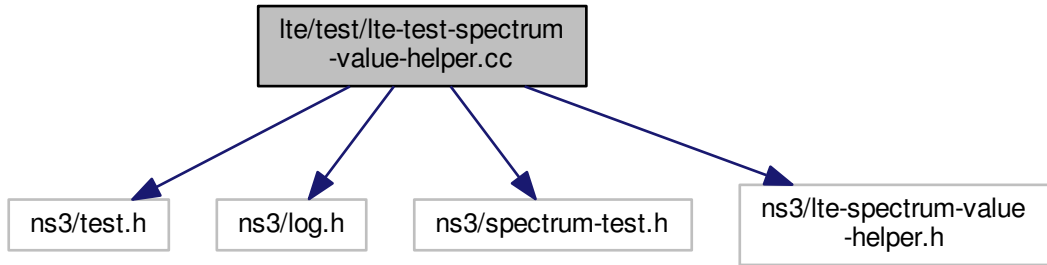 lte/test/lte-test-spectrum
-value-helper.cc
ns3/test.h
ns3/log.h
ns3/spectrum-test.h
ns3/lte-spectrum-value
-helper.h